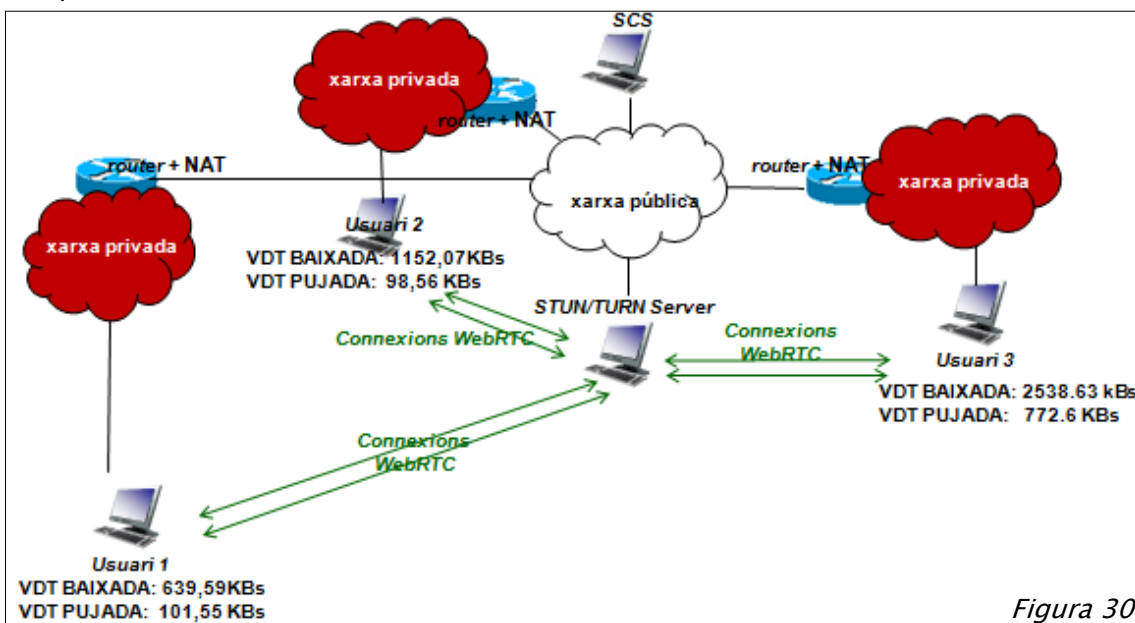 SCS
xarxa privada
router + NAT
router + NAT
xarxa pública
router + NAT
xarxa privada
xarxa privada
Usuari 2
VDT BAIXADA: 1152,07KBs
VDT PUJADA: 98,56 KBs
STUN/TURN Server
Connexions WebRTC
Connexions
WebRTC
Usuari 3
VDT BAIXADA: 2538.63 kBs
VDT PUJADA: 772.6 KBs
Connexions
WebRTC
Usuari 1
VDT BAIXADA: 639,59KBs
VDT PUJADA: 101,55 KBs
Figura 30